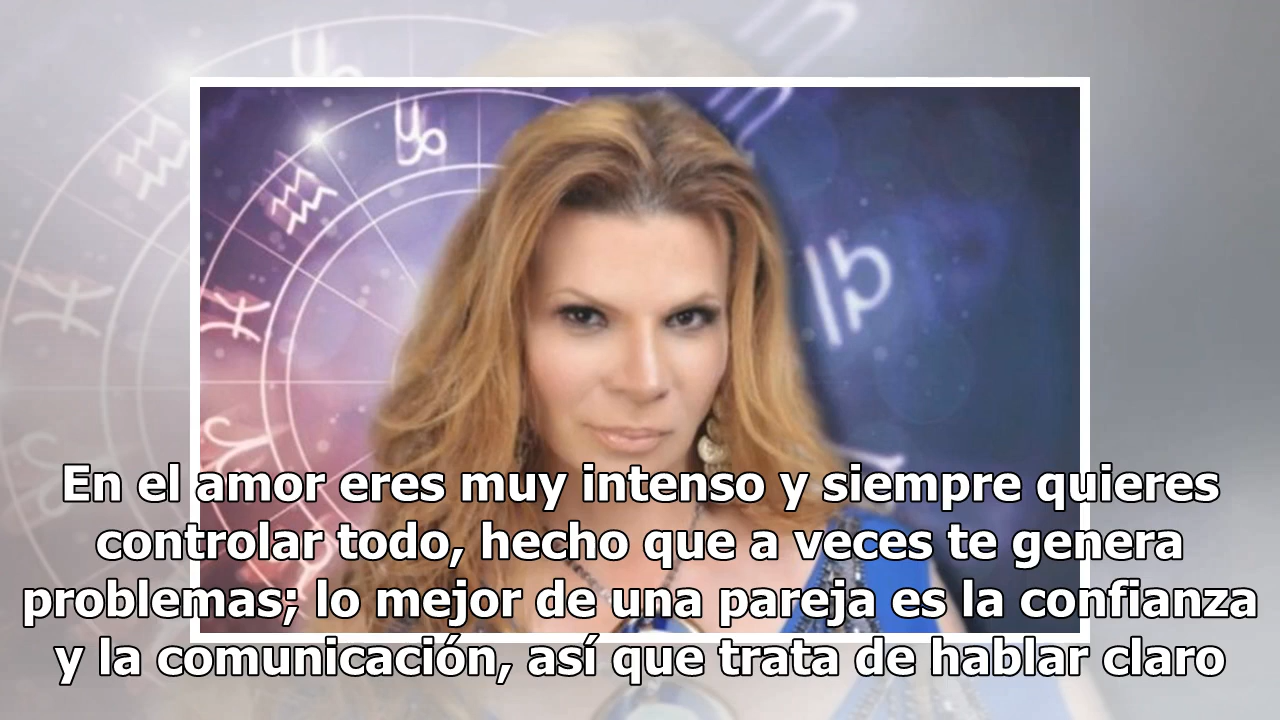 En el amor eres muy intenso y siempre quieres
controlar todo, hecho que a veces te genera
problemas; lo mejor de una pareja es la confianza
y la comunicación, así que trata de hablar claro